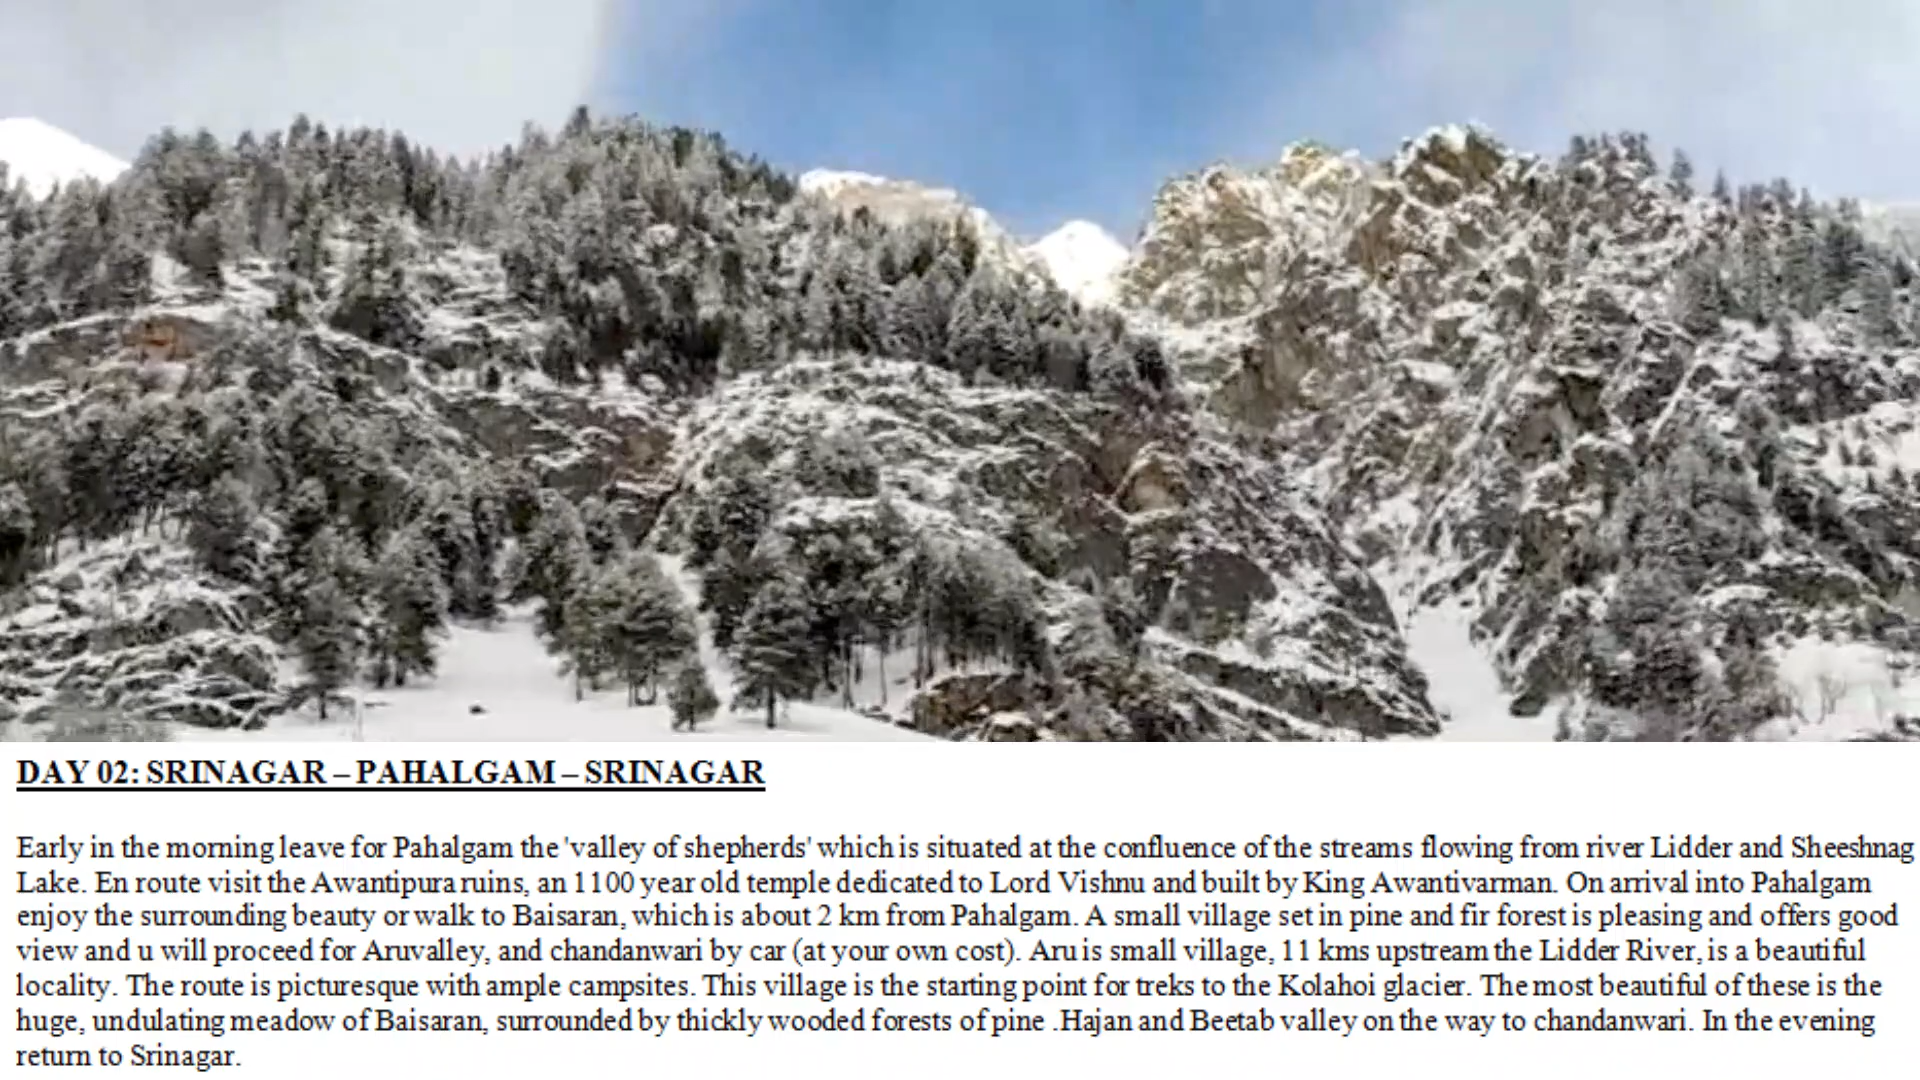 DAY 02: SRINAGAR – PAHALGAM – SRINAGAR
Early in the morning leave for Pahalgam the 'valley of shepherds' which is situated at the confluence of the streams flowing from river Lidder and Sheeshnag
Lake. En route visit the Awantipura ruins, an 1100 year old temple dedicated to Lord Vishnu and built by King Awantivarman. On arrival into Pahalgam
enjoy the surrounding beauty or walk to Baisaran, which is about 2 km from Pahalgam. A small village set in pine and fir forest is pleasing and offers good
view and u will proceed for Aruvalley, and chandanwari by car (at your own cost). Aru is small village, 11 kms upstream the Lidder River, is a beautiful
locality. The route is picturesque with ample campsites. This village is the starting point for treks to the Kolahoi glacier. The most beautiful of these is the
huge, undulating meadow of Baisaran, surrounded by thickly wooded forests of pine .Hajan and Beetab valley on the way to chandanwari. In the evening
return to Srinagar.